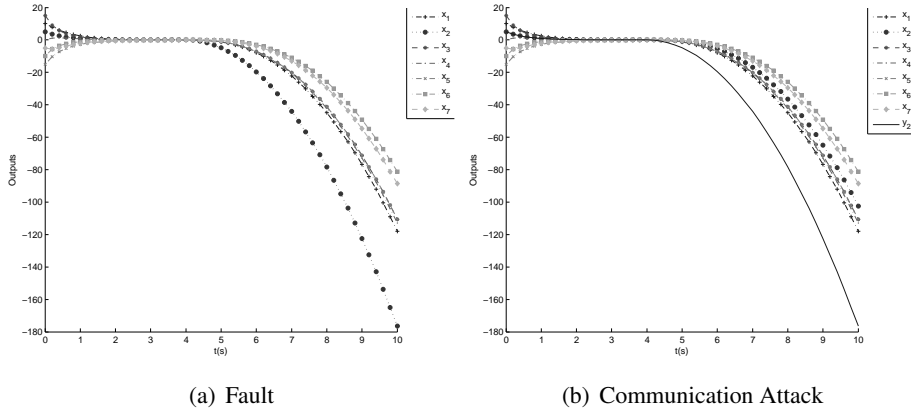 20
0
−20
−40
−60
−80
−100
−120
−140
−160
−180
Outputs
0 1 2 3 4 5 6 7 8 9 10
t(s)
x1
x2
x3
x4
x5
x6
x7
(a) Fault
20
0
−20
−40
−60
−80
−100
−120
−140
−160
−180
Outputs
0 1 2 3 4 5 6 7 8 9 10
t(s)
x1
x2
x3
x4
x5
x6
x7
y2
(b) Communication Attack